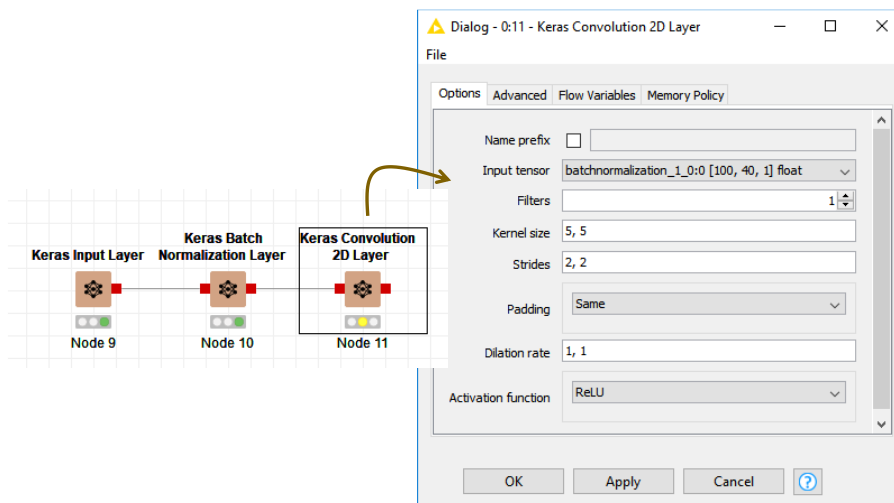 Dialog - 0:11 - Keras Convolution 2D Layer
File
Options Advanced Flow Variables Memory Policy
Name prefix
Input tensor batchnormalization_1_0:0 [100, 40, 1] float
Filters 1
Kernel size 5, 5
Strides 2, 2
Padding Same
Dilation rate 1, 1
Activation function ReLU
OK Apply Cancel ?
Keras Input Layer
Node 9
Keras Batch
Normalization Layer
Node 10
Keras Convolution
2D Layer
Node 11